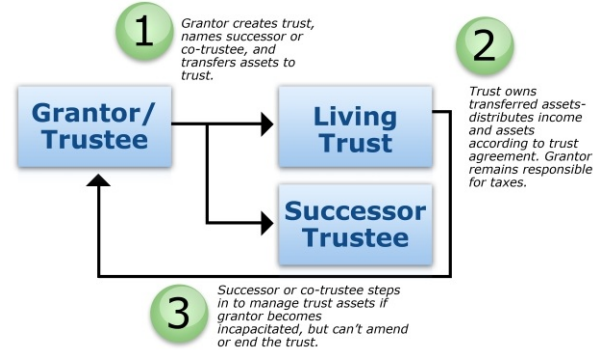 1
Grantor creates trust,
names successor or
co-trustee, and
transfers assets to
trust.
2
Trust owns
transferred assets-
distributes income
and assets
according to trust
agreement. Grantor
remains responsible
for taxes.
Grantor/
Trustee
Living
Trust
Successor
Trustee
3
Successor or co-trustee steps
in to manage trust assets if
grantor becomes
incapacitated, but can't amend
or end the trust.